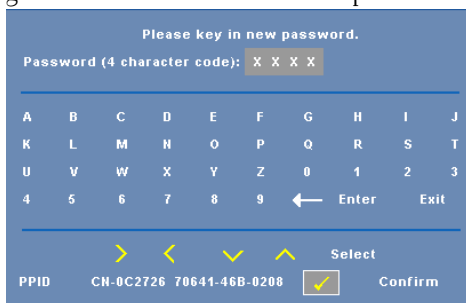 Please key in new password.
Password (4 character code): X X X X
A B C D E F G H I J
K L M N O P Q R S T
U V W X Y Z 0 1 2 3
4 5 6 7 8 9 ← Enter Exit
Select
PPID CN-0C2726 70641-46B-0208 ✓ Confirm